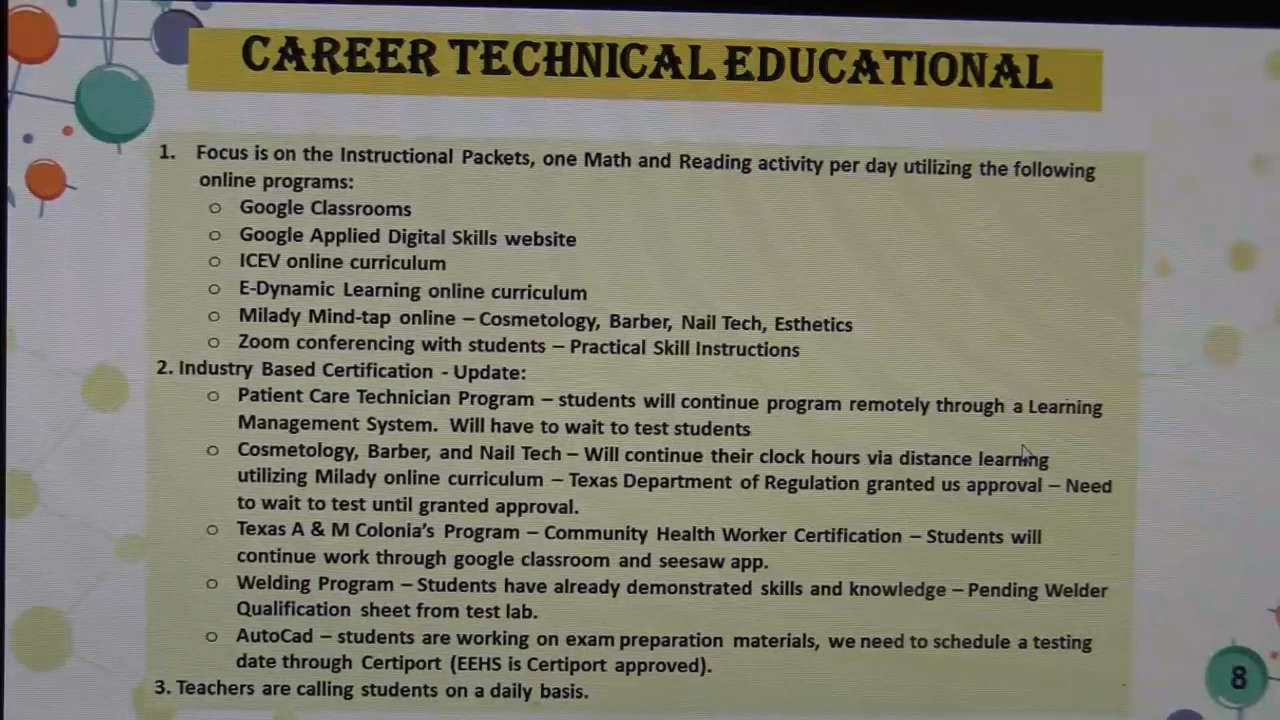 CAREER TECHNICAL EDUCATIONAL
1. Focus is on the Instructional Packets, one Math and Reading activity per day utilizing the following
online programs:
○ Google Classrooms
○ Google Applied Digital Skills website
○ ICEV online curriculum
○ E-Dynamic Learning online curriculum
○ Milady Mind-tap online – Cosmetology, Barber, Nail Tech, Esthetics
○ Zoom conferencing with students – Practical Skill Instructions
2. Industry Based Certification - Update:
○ Patient Care Technician Program – students will continue program remotely through a Learning
Management System. Will have to wait to test students
○ Cosmetology, Barber, and Nail Tech – Will continue their clock hours via distance learning
utilizing Milady online curriculum – Texas Department of Regulation granted us approval – Need
to wait to test until granted approval.
○ Texas A & M Colonia's Program – Community Health Worker Certification – Students will
continue work through google classroom and seesaw app.
○ Welding Program – Students have already demonstrated skills and knowledge – Pending Welder
Qualification sheet from test lab.
○ AutoCad – students are working on exam preparation materials, we need to schedule a testing
date through Certiport (EEHS is Certiport approved).
3. Teachers are calling students on a daily basis.
8